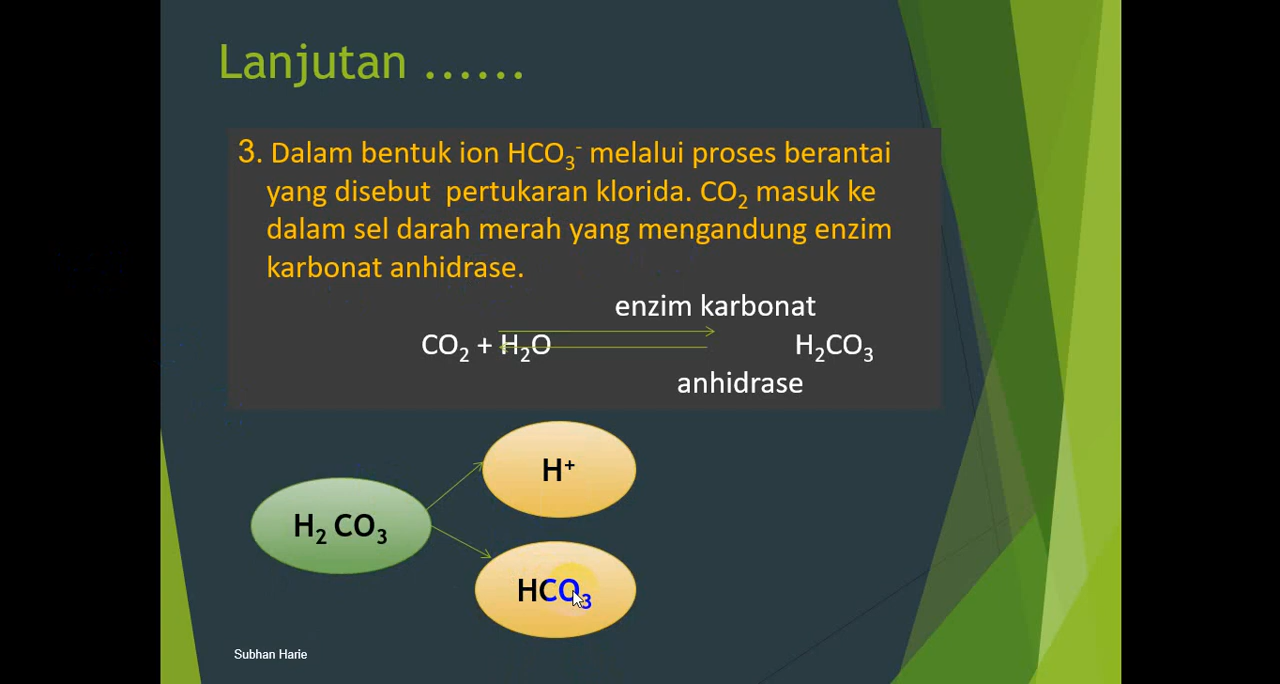 Lanjutan ......
3. Dalam bentuk ion HCO₃⁻ melalui proses berantai
yang disebut pertukaran klorida. CO₂ masuk ke
dalam sel darah merah yang mengandung enzim
karbonat anhidrase.
enzim karbonat
CO₂ + H₂O H₂CO₃
anhidrase
H⁺
H₂ CO₃
HCO₃
Subhan Harie